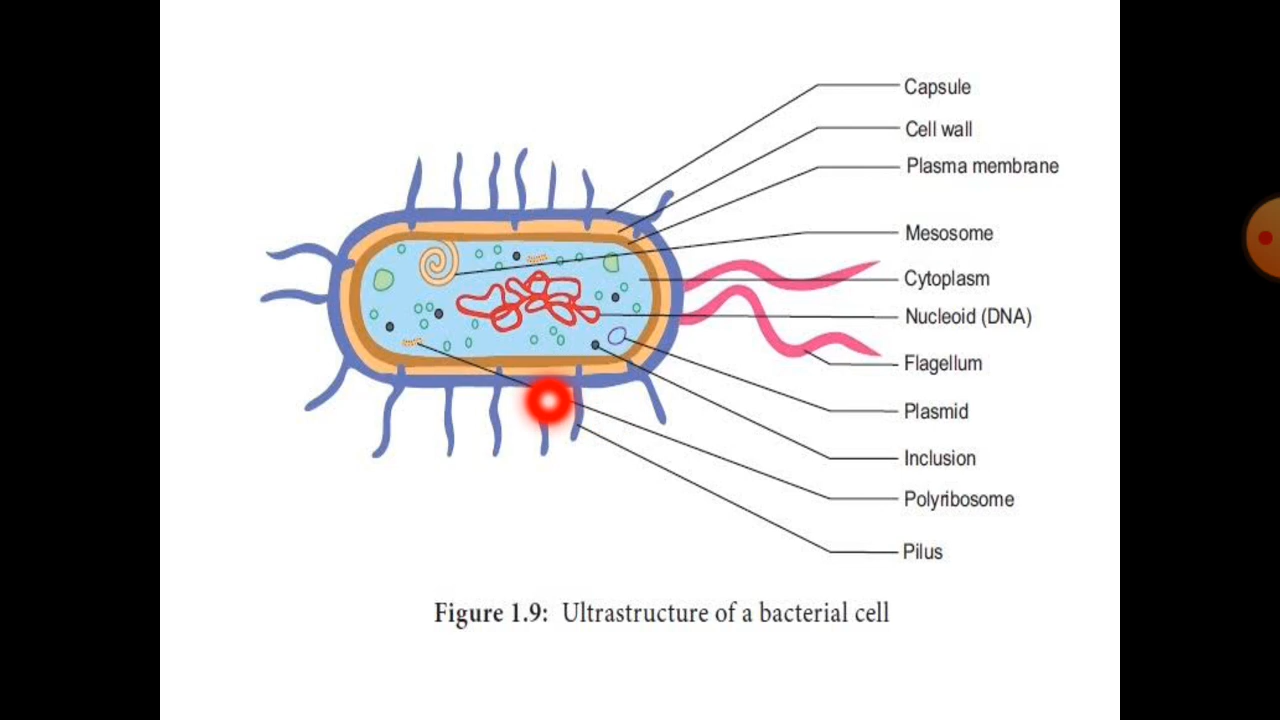 Capsule
Cell wall
Plasma membrane
Mesosome
Cytoplasm
Nucleoid (DNA)
Flagellum
Plasmid
Inclusion
Polyribosome
Pilus
Figure 1.9: Ultrastructure of a bacterial cell